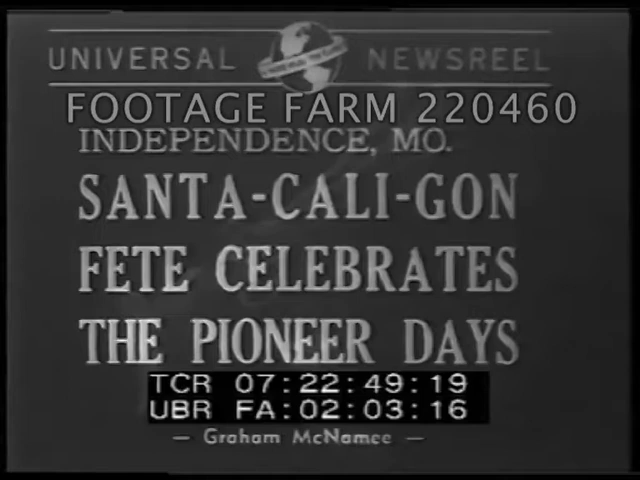 UNIVERSAL NEWSREEL
FOOTAGE FARM 220460
INDEPENDENCE, MO.
SANTA-CALI-GON
FETE CELEBRATES
THE PIONEER DAYS
TCR 07:22:49:19
UBR FA:02:03:16
— Graham McNamee —